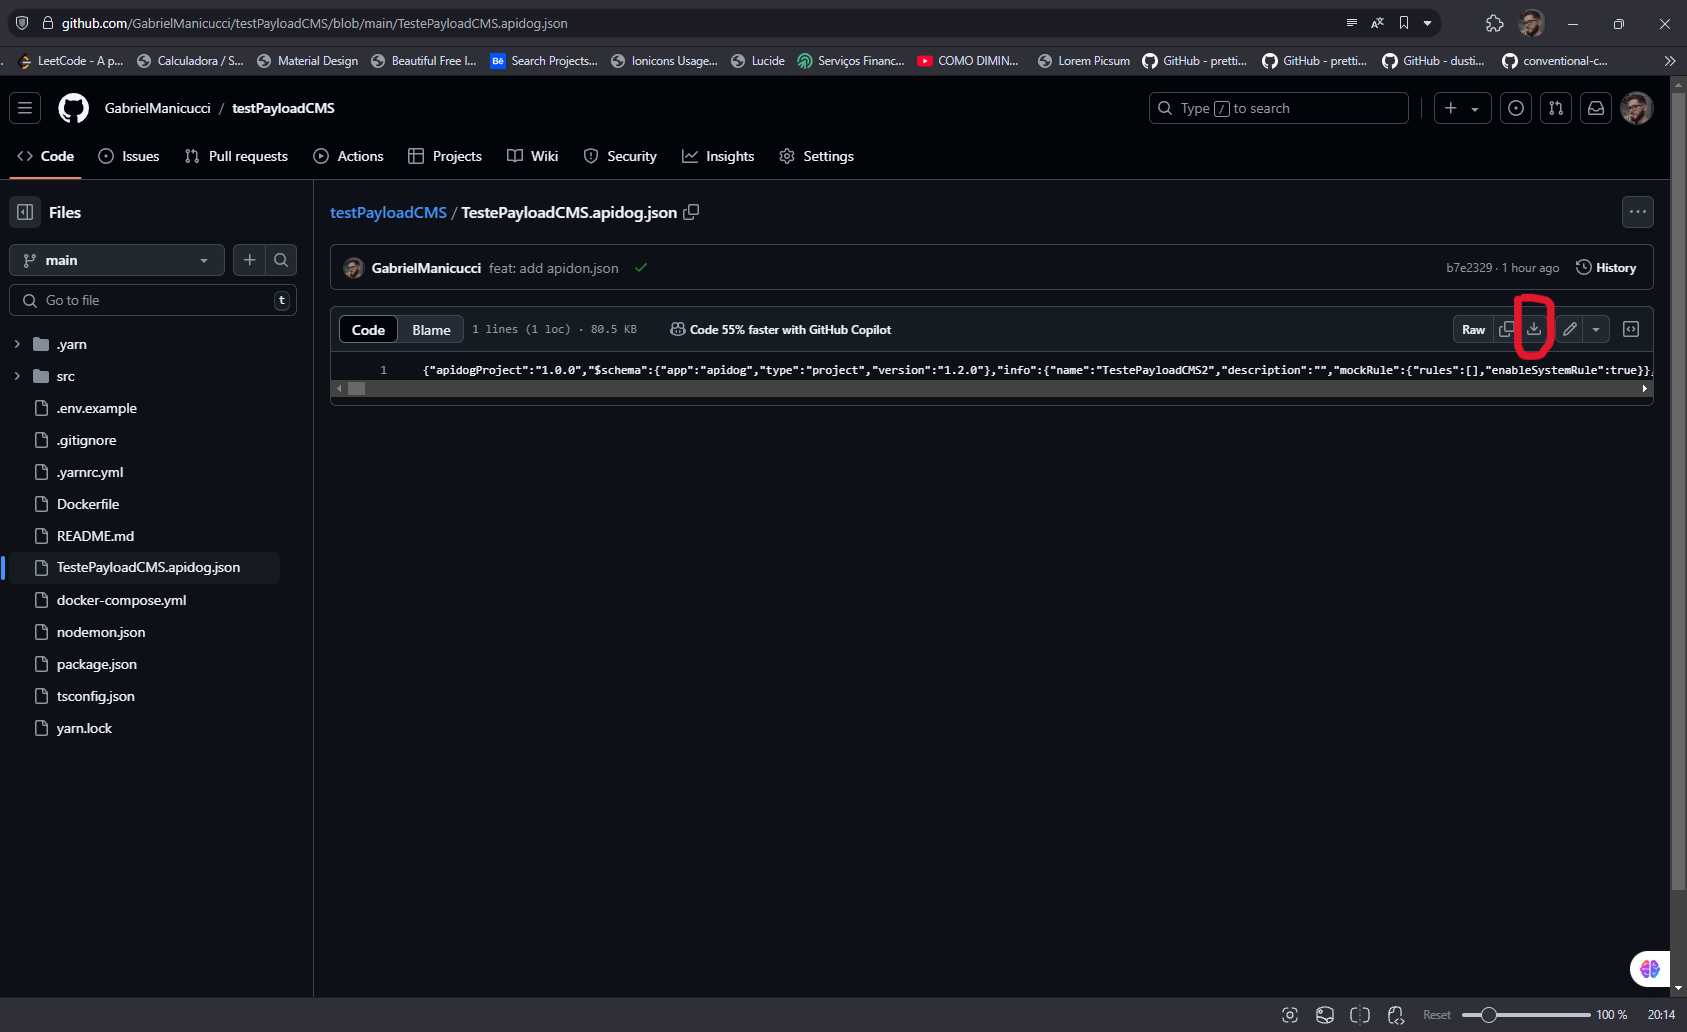 github.com/GabrielManicucci/testPayloadCMS/blob/main/TestePayloadCMS.apidog.json
LeetCode - A p... Calculadora / S... Material Design Beautiful Free I... Bē Search Projects... Ionicons Usage... Lucide Serviços Financ... COMO DIMIN... Lorem Picsum GitHub - pretti... GitHub - pretti... GitHub - dusti... conventional-c...
GabrielManicucci / testPayloadCMS
Type / to search
Code Issues Pull requests Actions Projects Wiki Security Insights Settings
Files
testPayloadCMS / TestePayloadCMS.apidog.json
main
GabrielManicucci feat: add apidon.json
b7e2329 · 1 hour ago History
Go to file t
Code Blame 1 lines (1 loc) · 80.5 KB Code 55% faster with GitHub Copilot Raw
1 {"apidogProject":"1.0.0","$schema":{"app":"apidog","type":"project","version":"1.2.0"},"info":{"name":"TestePayloadCMS2","description":"","mockRule":{"rules":[],"enableSystemRule":true}},
.yarn
src
.env.example
.gitignore
.yarnrc.yml
Dockerfile
README.md
TestePayloadCMS.apidog.json
docker-compose.yml
nodemon.json
package.json
tsconfig.json
yarn.lock
Reset 100 % 20:14